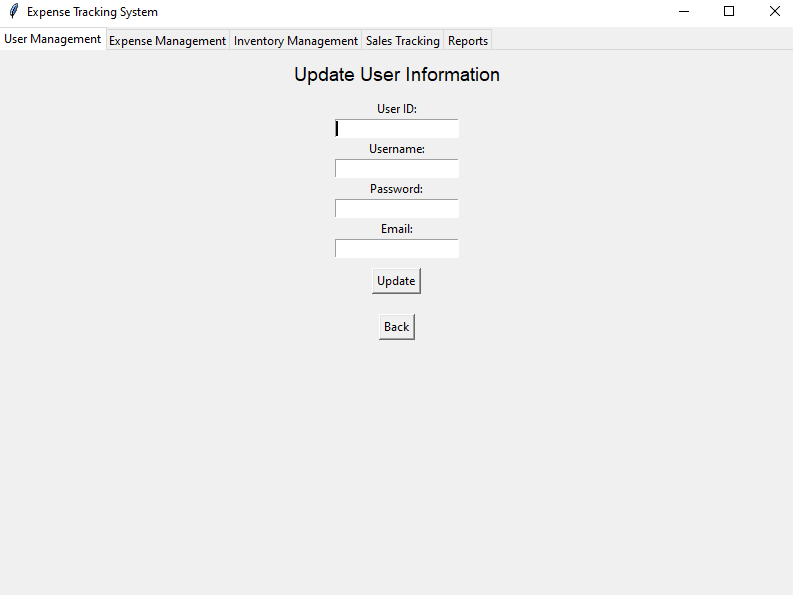 Expense Tracking System
User Management Expense Management Inventory Management Sales Tracking Reports
Update User Information
User ID:
Username:
Password:
Email:
Update
Back